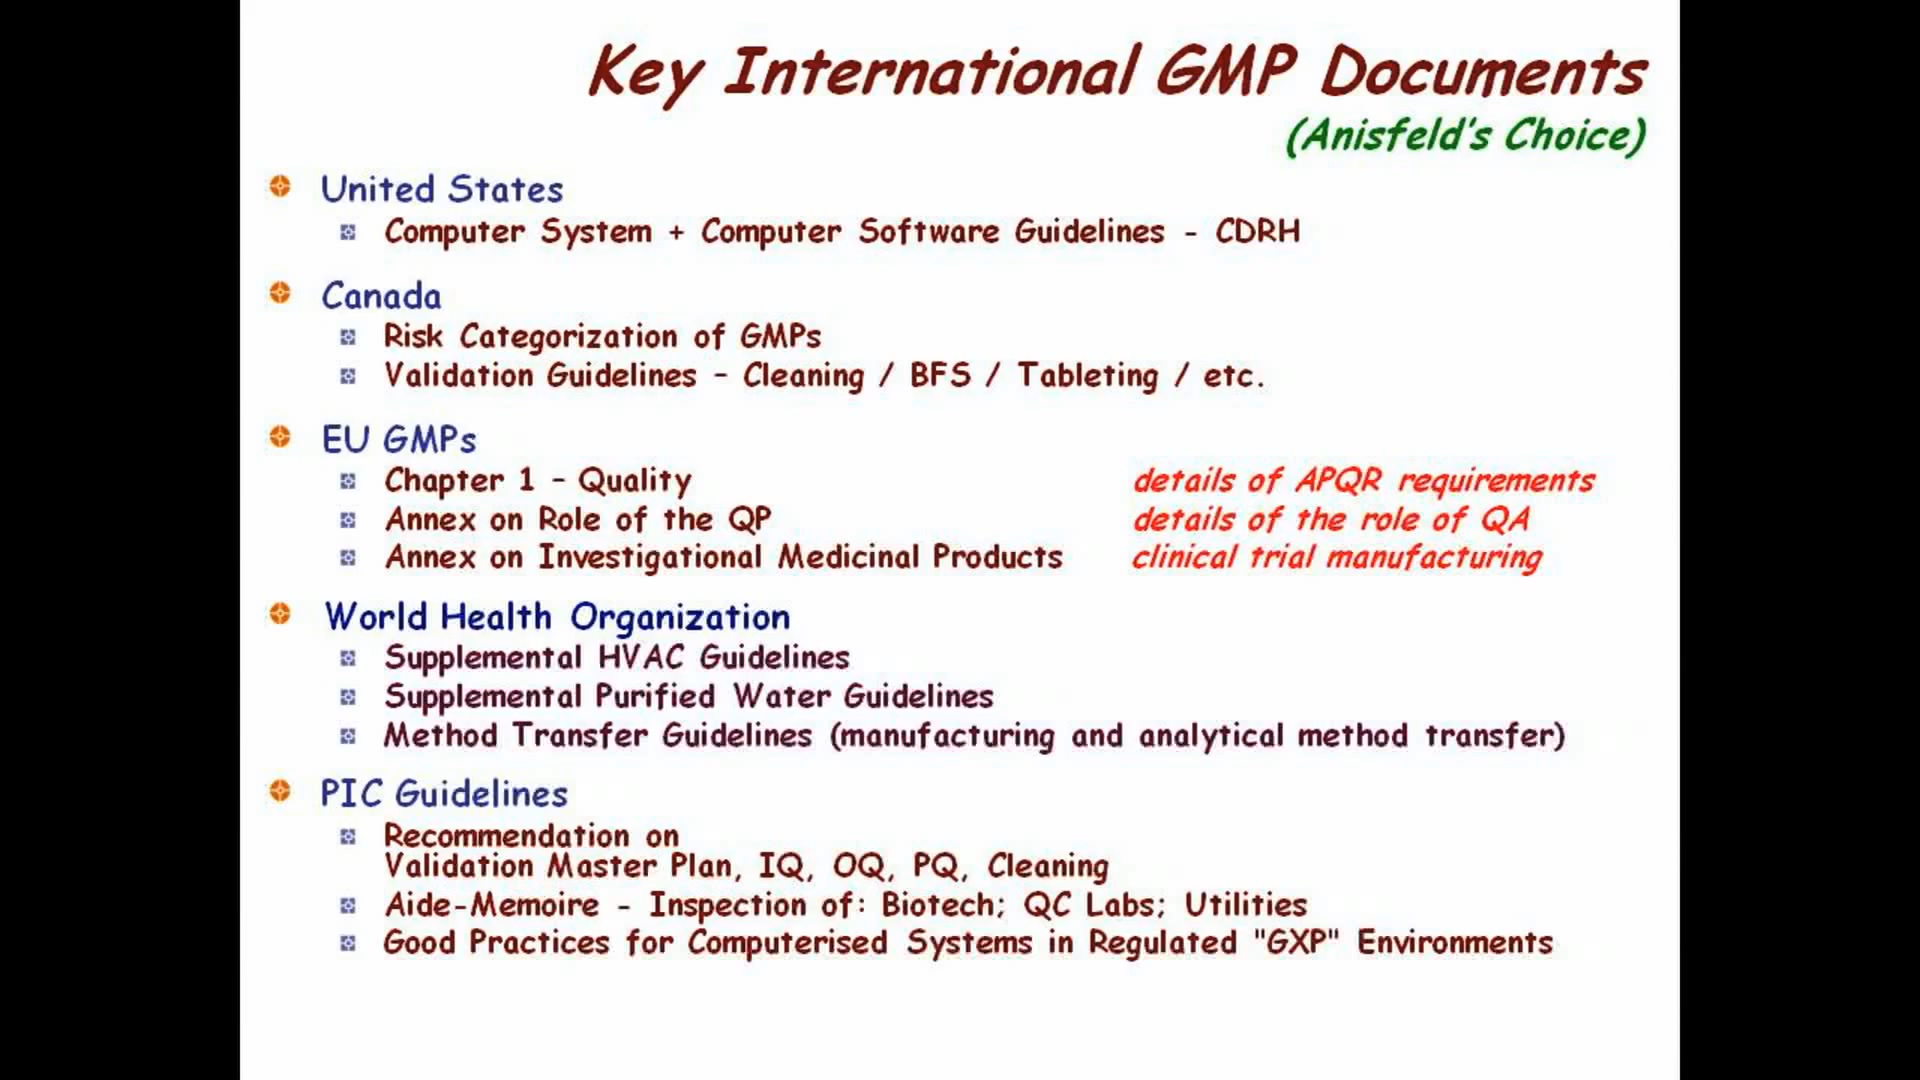 Key International GMP Documents
(Anisfeld's Choice)
United States
Computer System + Computer Software Guidelines - CDRH
Canada
Risk Categorization of GMPs
Validation Guidelines – Cleaning / BFS / Tableting / etc.
EU GMPs
Chapter 1 – Quality details of APQR requirements
Annex on Role of the QP details of the role of QA
Annex on Investigational Medicinal Products clinical trial manufacturing
World Health Organization
Supplemental HVAC Guidelines
Supplemental Purified Water Guidelines
Method Transfer Guidelines (manufacturing and analytical method transfer)
PIC Guidelines
Recommendation on
Validation Master Plan, IQ, OQ, PQ, Cleaning
Aide-Memoire - Inspection of: Biotech; QC Labs; Utilities
Good Practices for Computerised Systems in Regulated "GXP" Environments